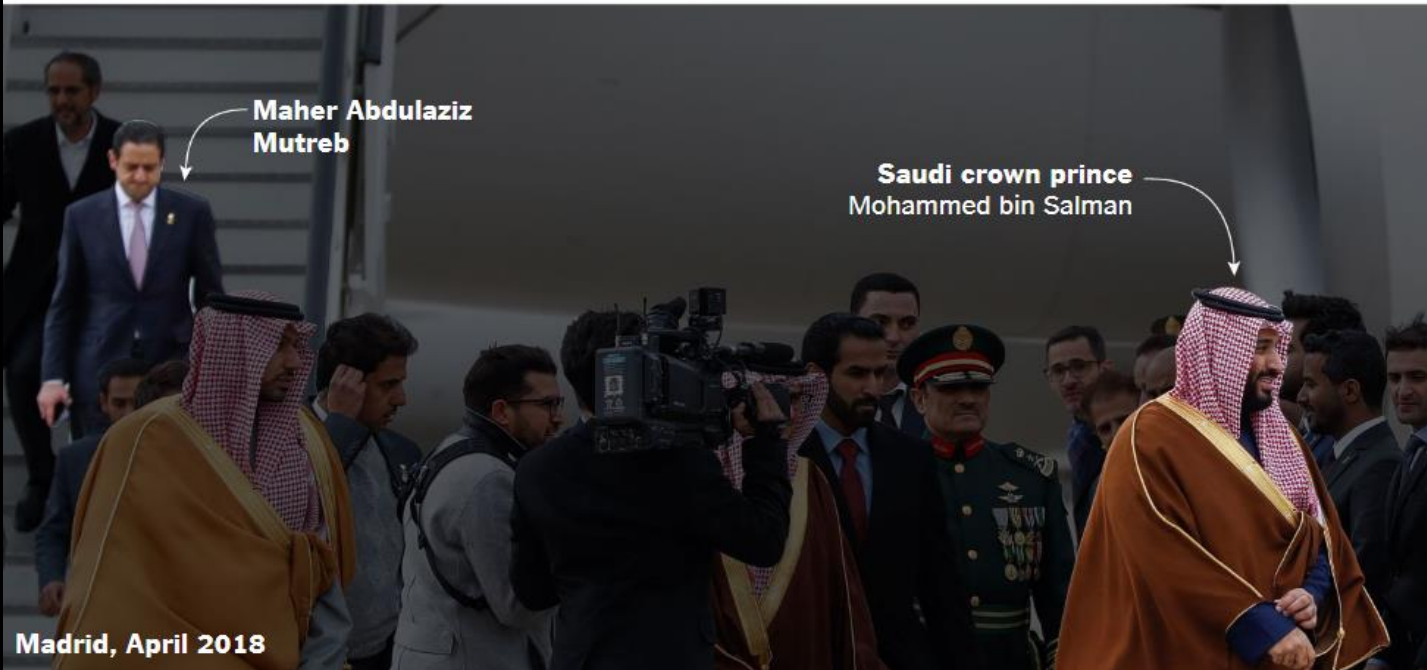 Maher Abdulaziz
Mutreb
Saudi crown prince
Mohammed bin Salman
Madrid, April 2018